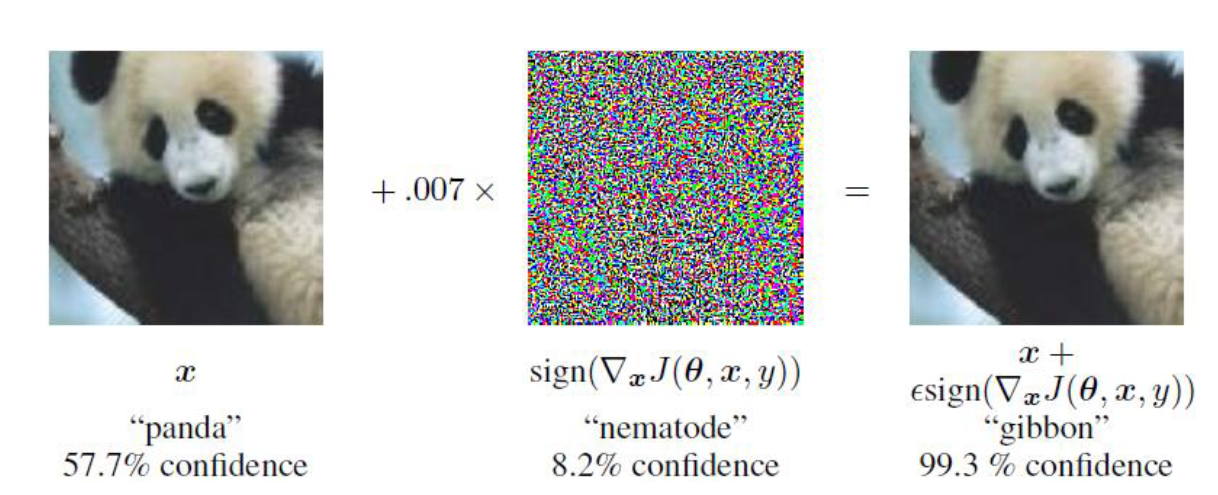 + .007 ×
=
x
“panda”
57.7% confidence
sign(∇ₓJ(θ, x, y))
“nematode”
8.2% confidence
x +
ϵsign(∇ₓJ(θ, x, y))
“gibbon”
99.3 % confidence